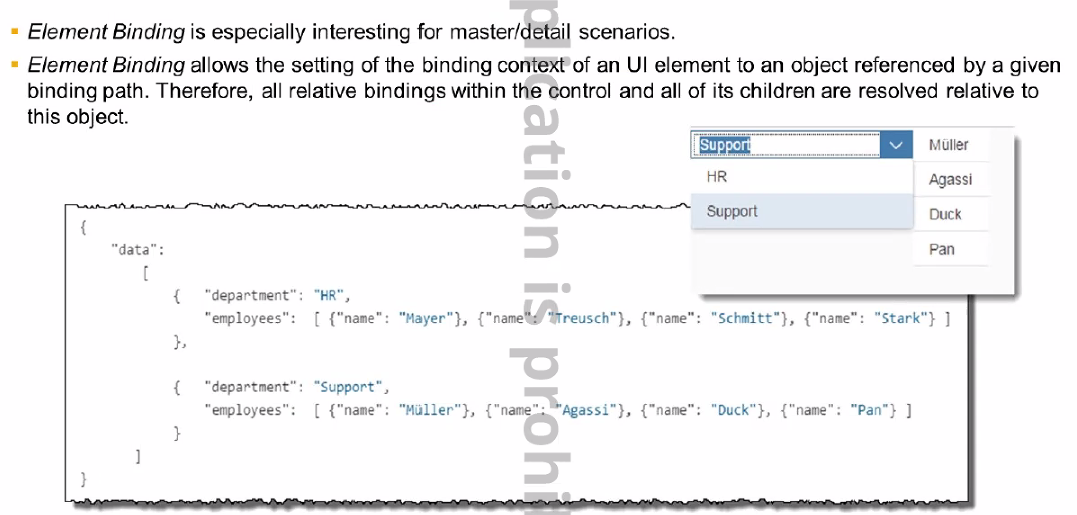 Element Binding is especially interesting for master/detail scenarios.
Element Binding allows the setting of the binding context of an UI element to an object referenced by a given
binding path. Therefore, all relative bindings within the control and all of its children are resolved relative to
this object.
Support
HR
Support
Müller
Agassi
Duck
Pan
{
"data":
[
{ "department": "HR",
"employees": [ {"name": "Mayer"}, {"name": "Treusch"}, {"name": "Schmitt"}, {"name": "Stark"} ]
},
{ "department": "Support",
"employees": [ {"name": "Müller"}, {"name": "Agassi"}, {"name": "Duck"}, {"name": "Pan"} ]
}
]
}
plication is prohi